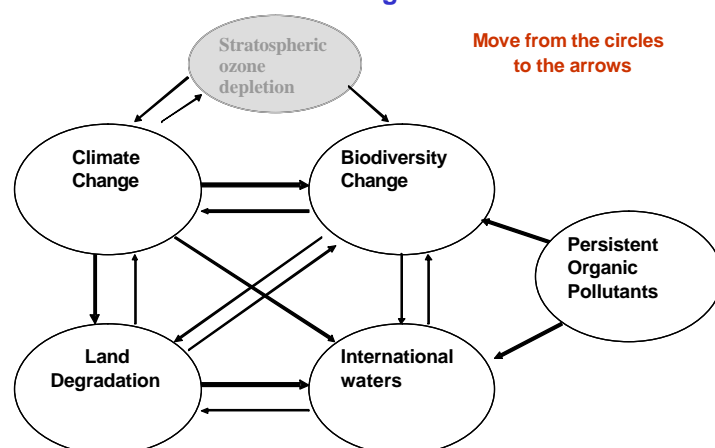 Stratospheric
ozone
depletion
Move from the circles
to the arrows
Climate
Change
Biodiversity
Change
Persistent
Organic
Pollutants
Land
Degradation
International
waters